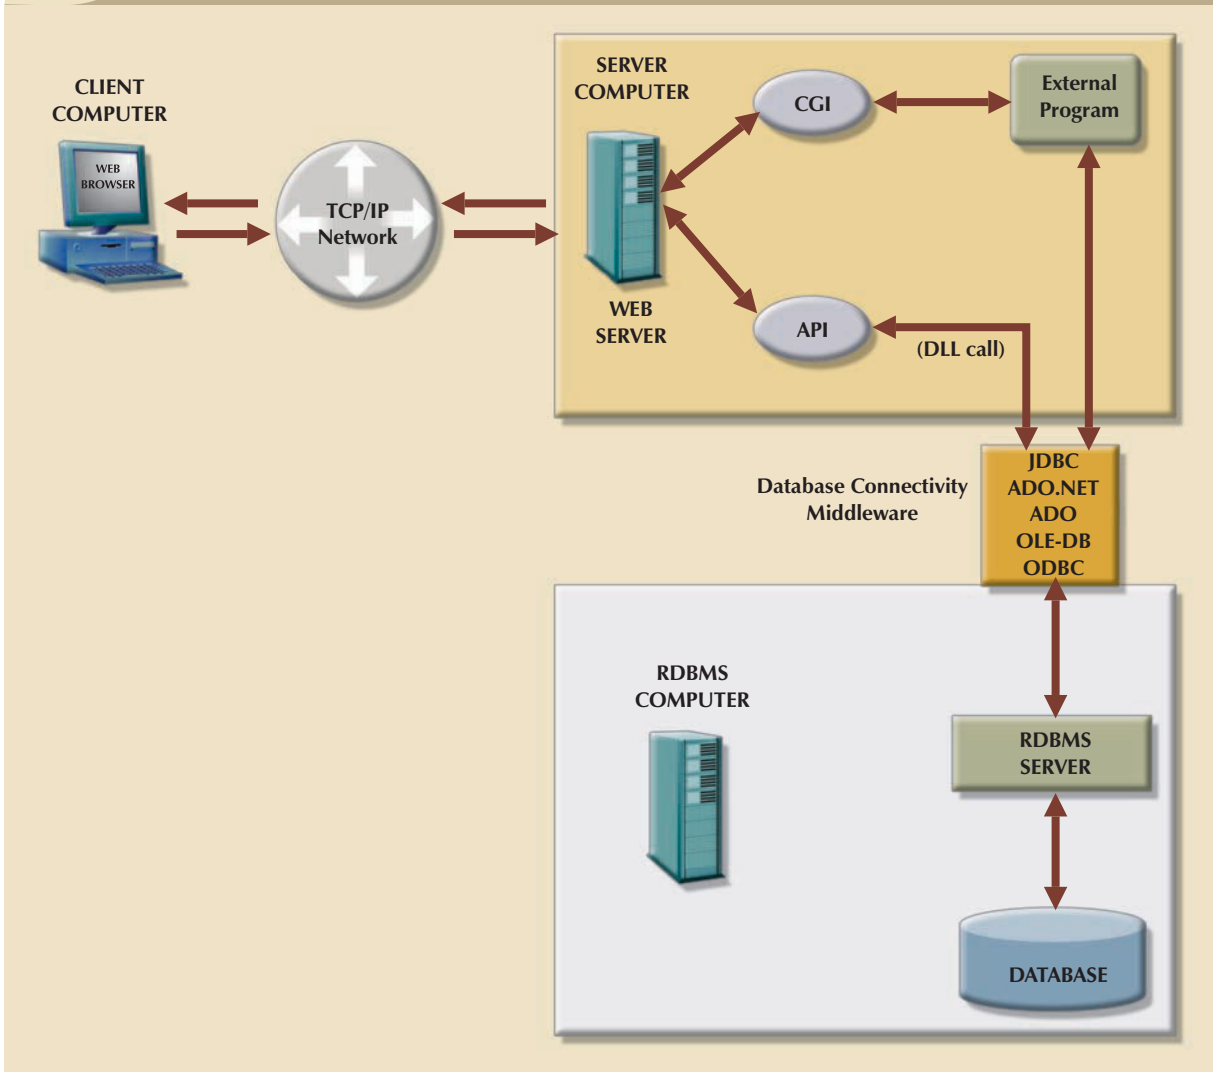 CLIENT
COMPUTER
WEB
BROWSER
TCP/IP
Network
SERVER
COMPUTER
WEB
SERVER
CGI
External
Program
API
(DLL call)
Database Connectivity
Middleware
JDBC
ADO.NET
ADO
OLE-DB
ODBC
RDBMS
COMPUTER
RDBMS
SERVER
DATABASE